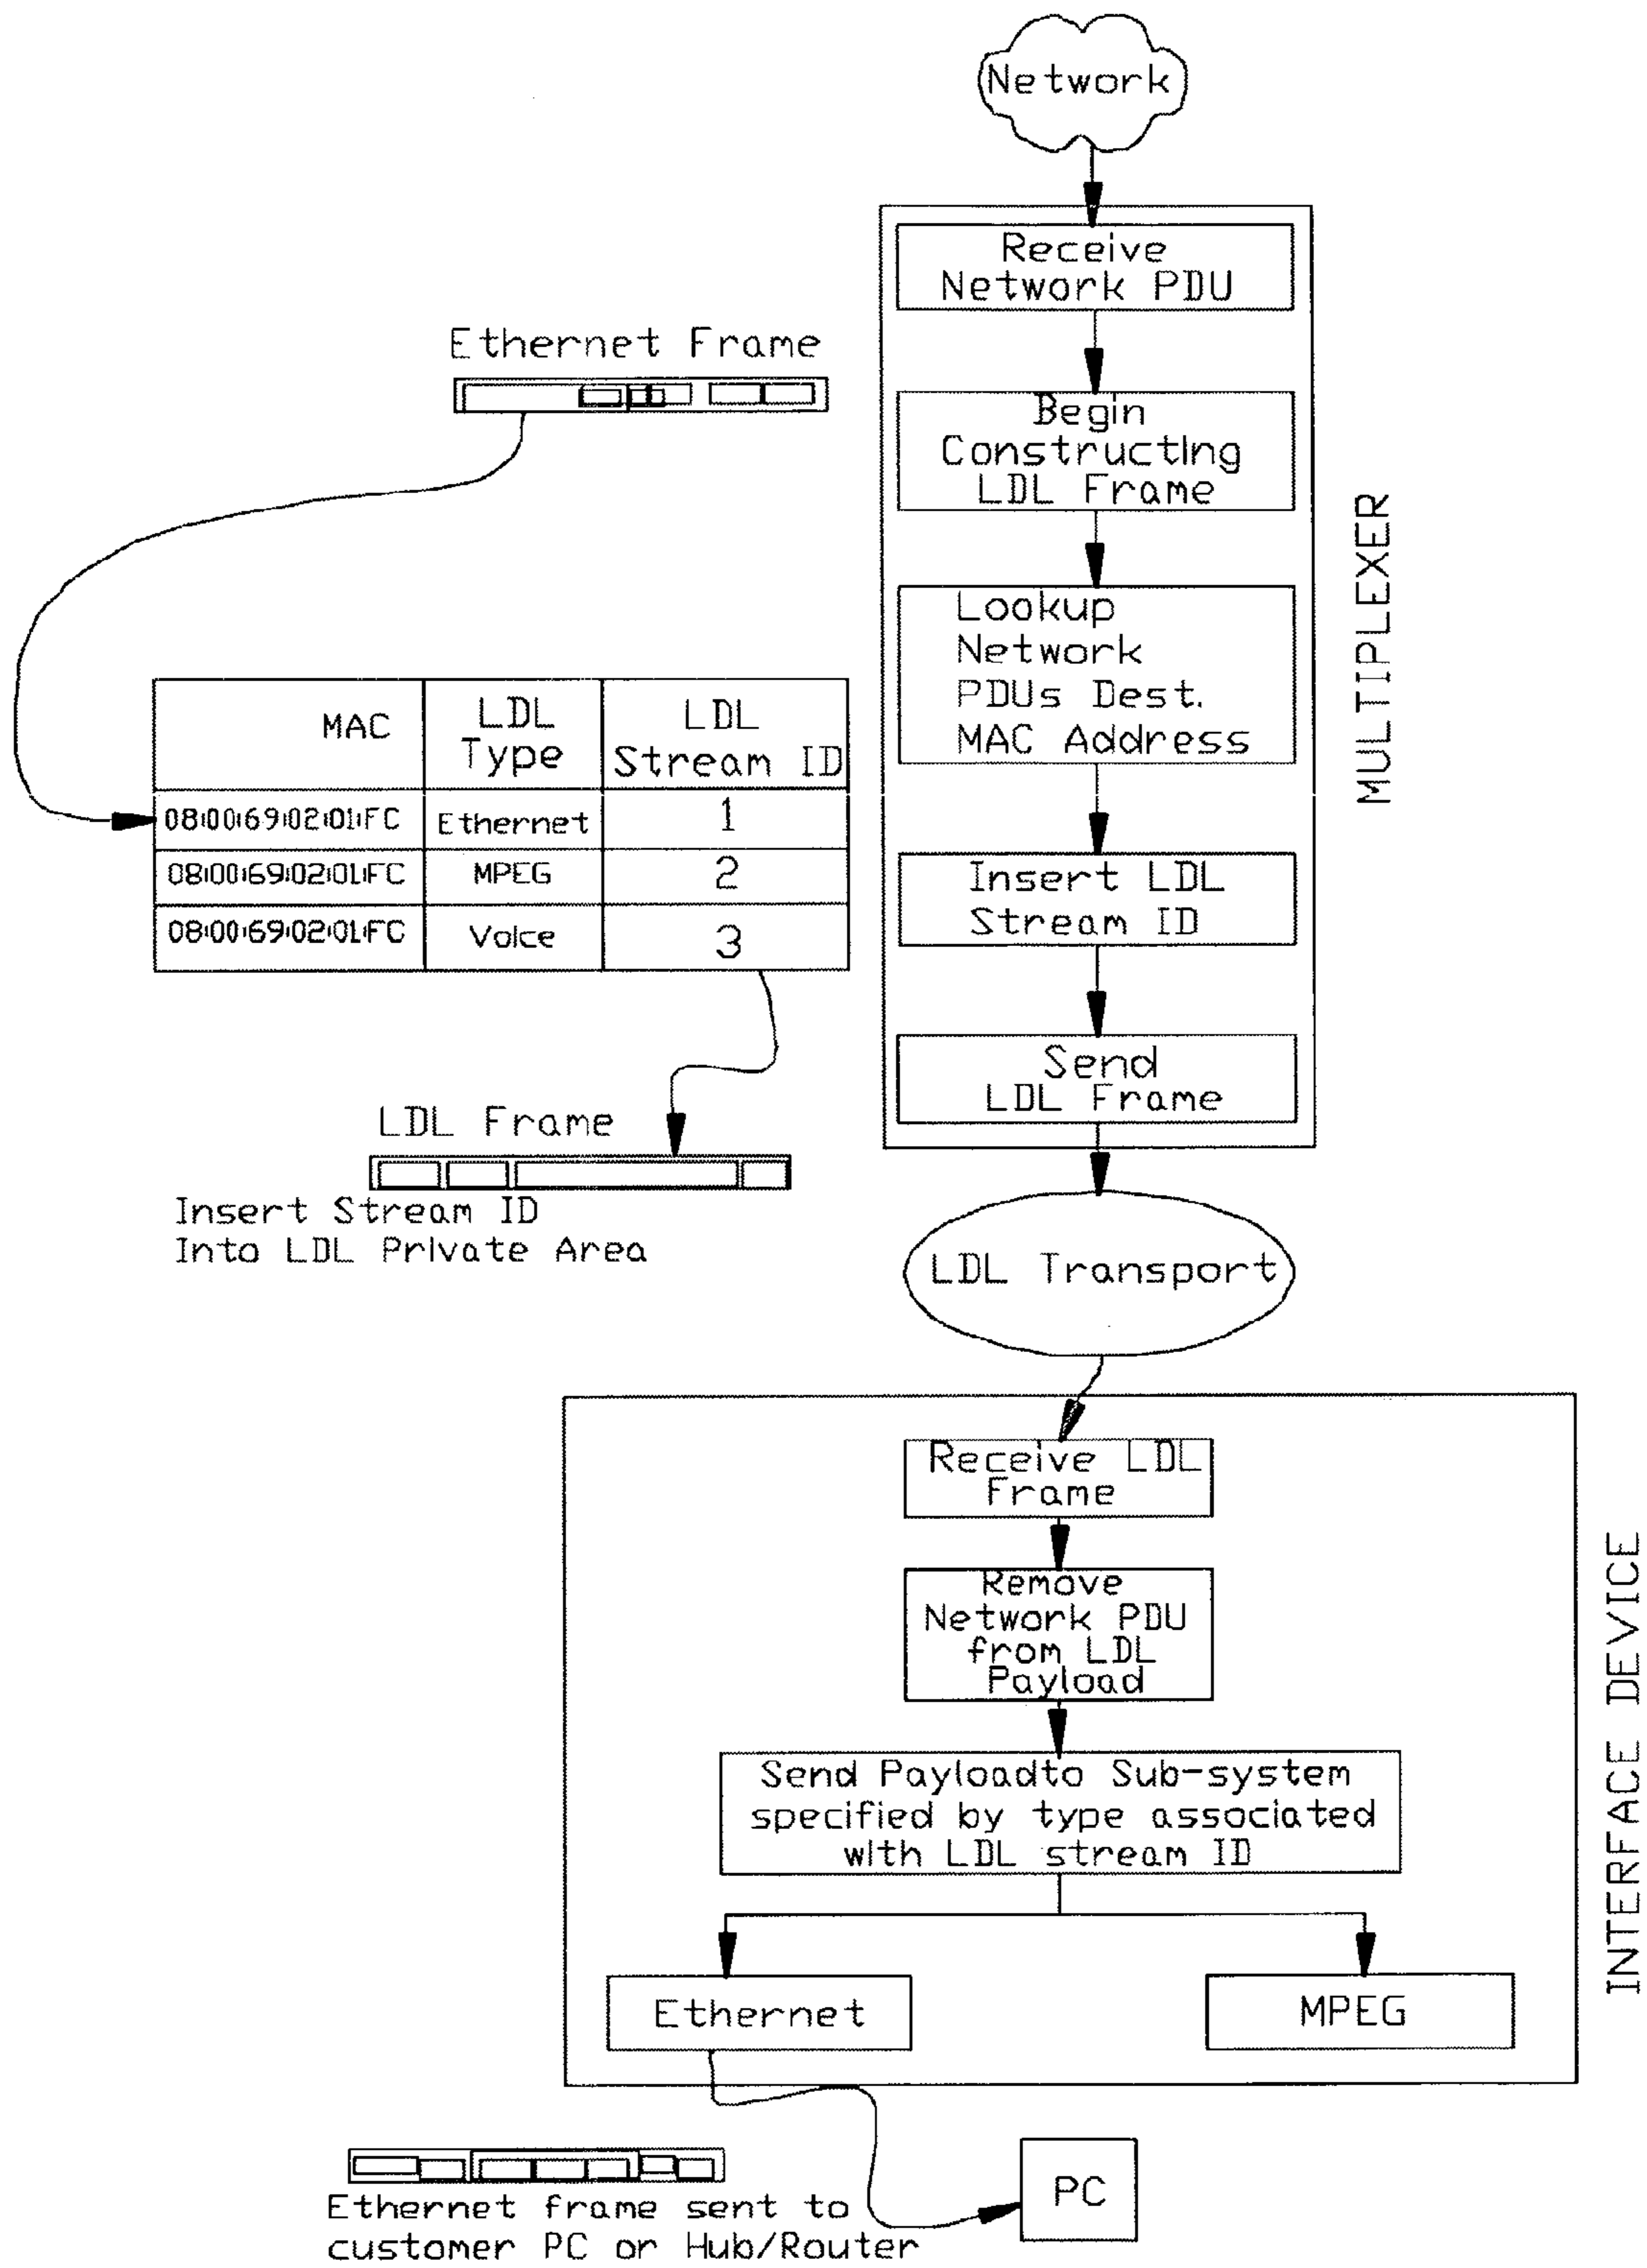 Network
Receive
Network PDU
Ethernet Frame
Begin
Constructing
LDL Frame
Lookup
Network
PDUs Dest.
MAC Address
MULTIPLEXER
MAC
LDL
Type
LDL
Stream ID
08:00:69:02:01:FC Ethernet 1
08:00:69:02:01:FC MPEG 2
08:00:69:02:01:FC Voice 3
Insert LDL
Stream ID
Send
LDL Frame
LDL Frame
Insert Stream ID
Into LDL Private Area
LDL Transport
Receive LDL
Frame
Remove
Network PDU
from LDL
Payload
Send Payloadto Sub-system
specified by type associated
with LDL stream ID
Ethernet
MPEG
INTERFACE DEVICE
PC
Ethernet frame sent to
customer PC or Hub/Router